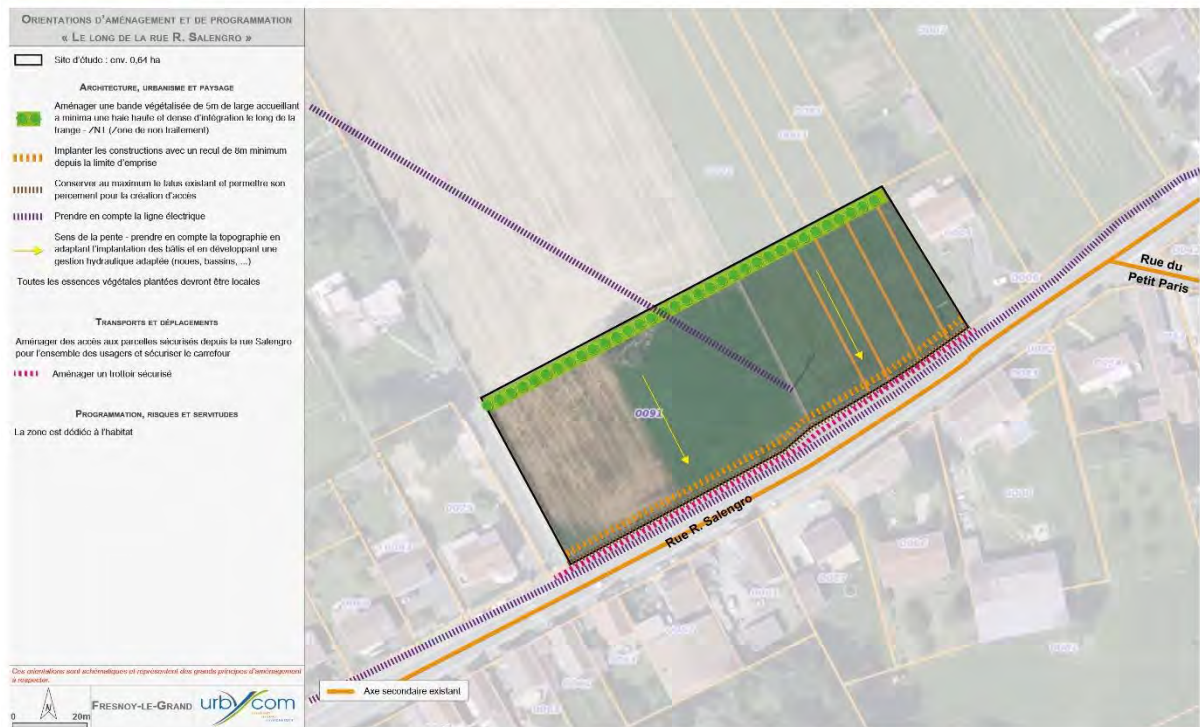 ORIENTATIONS D'AMÉNAGEMENT ET DE PROGRAMMATION
« LE LONG DE LA RUE R. SALENGRO »
Site d'étude : env. 0,64 ha
ARCHITECTURE, URBANISME ET PAYSAGE
Aménager une bande végétalisée de 5m de large accueillant
a minima une haie haute et dense d'intégration le long de la
frange - ZNT (Zone de non traitement)
Implanter les constructions avec un recul de 8m minimum
depuis la limite d'emprise
Conserver au maximum le talus existant et permettre son
percement pour la création d'accès
Prendre en compte la ligne électrique
Sens de la pente - prendre en compte la topographie en
adaptant l'implantation des bâtis et en développant une
gestion hydraulique adaptée (noues, bassins, ...)
Toutes les essences végétales plantées devront être locales
TRANSPORTS ET DÉPLACEMENTS
Aménager des accès aux parcelles sécurisés depuis la rue Salengro
pour l'ensemble des usagers et sécuriser le carrefour
Aménager un trottoir sécurisé
PROGRAMMATION, RISQUES ET SERVITUDES
La zone est dédiée à l'habitat
Ces orientations sont schématiques et représentent des grands principes d'aménagement
à respecter.
N
0 20m
FRESNOY-LE-GRAND
urbycom
Axe secondaire existant
0091
Rue R. Salengro
Rue du
Petit Paris